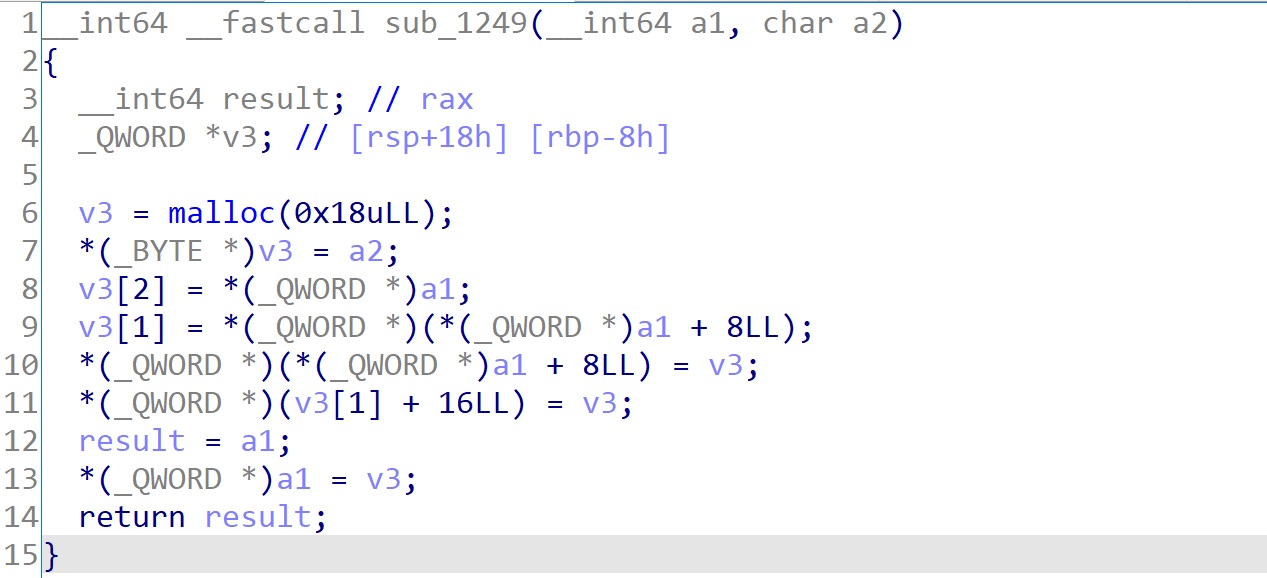 1 __int64 __fastcall sub_1249(__int64 a1, char a2)
2 {
3   __int64 result; // rax
4   _QWORD *v3; // [rsp+18h] [rbp-8h]
5
6   v3 = malloc(0x18uLL);
7   *(_BYTE *)v3 = a2;
8   v3[2] = *(_QWORD *)a1;
9   v3[1] = *(_QWORD *)(*(_QWORD *)a1 + 8LL);
10   *(_QWORD *)(*(_QWORD *)a1 + 8LL) = v3;
11   *(_QWORD *)(v3[1] + 16LL) = v3;
12   result = a1;
13   *(_QWORD *)a1 = v3;
14   return result;
15 }